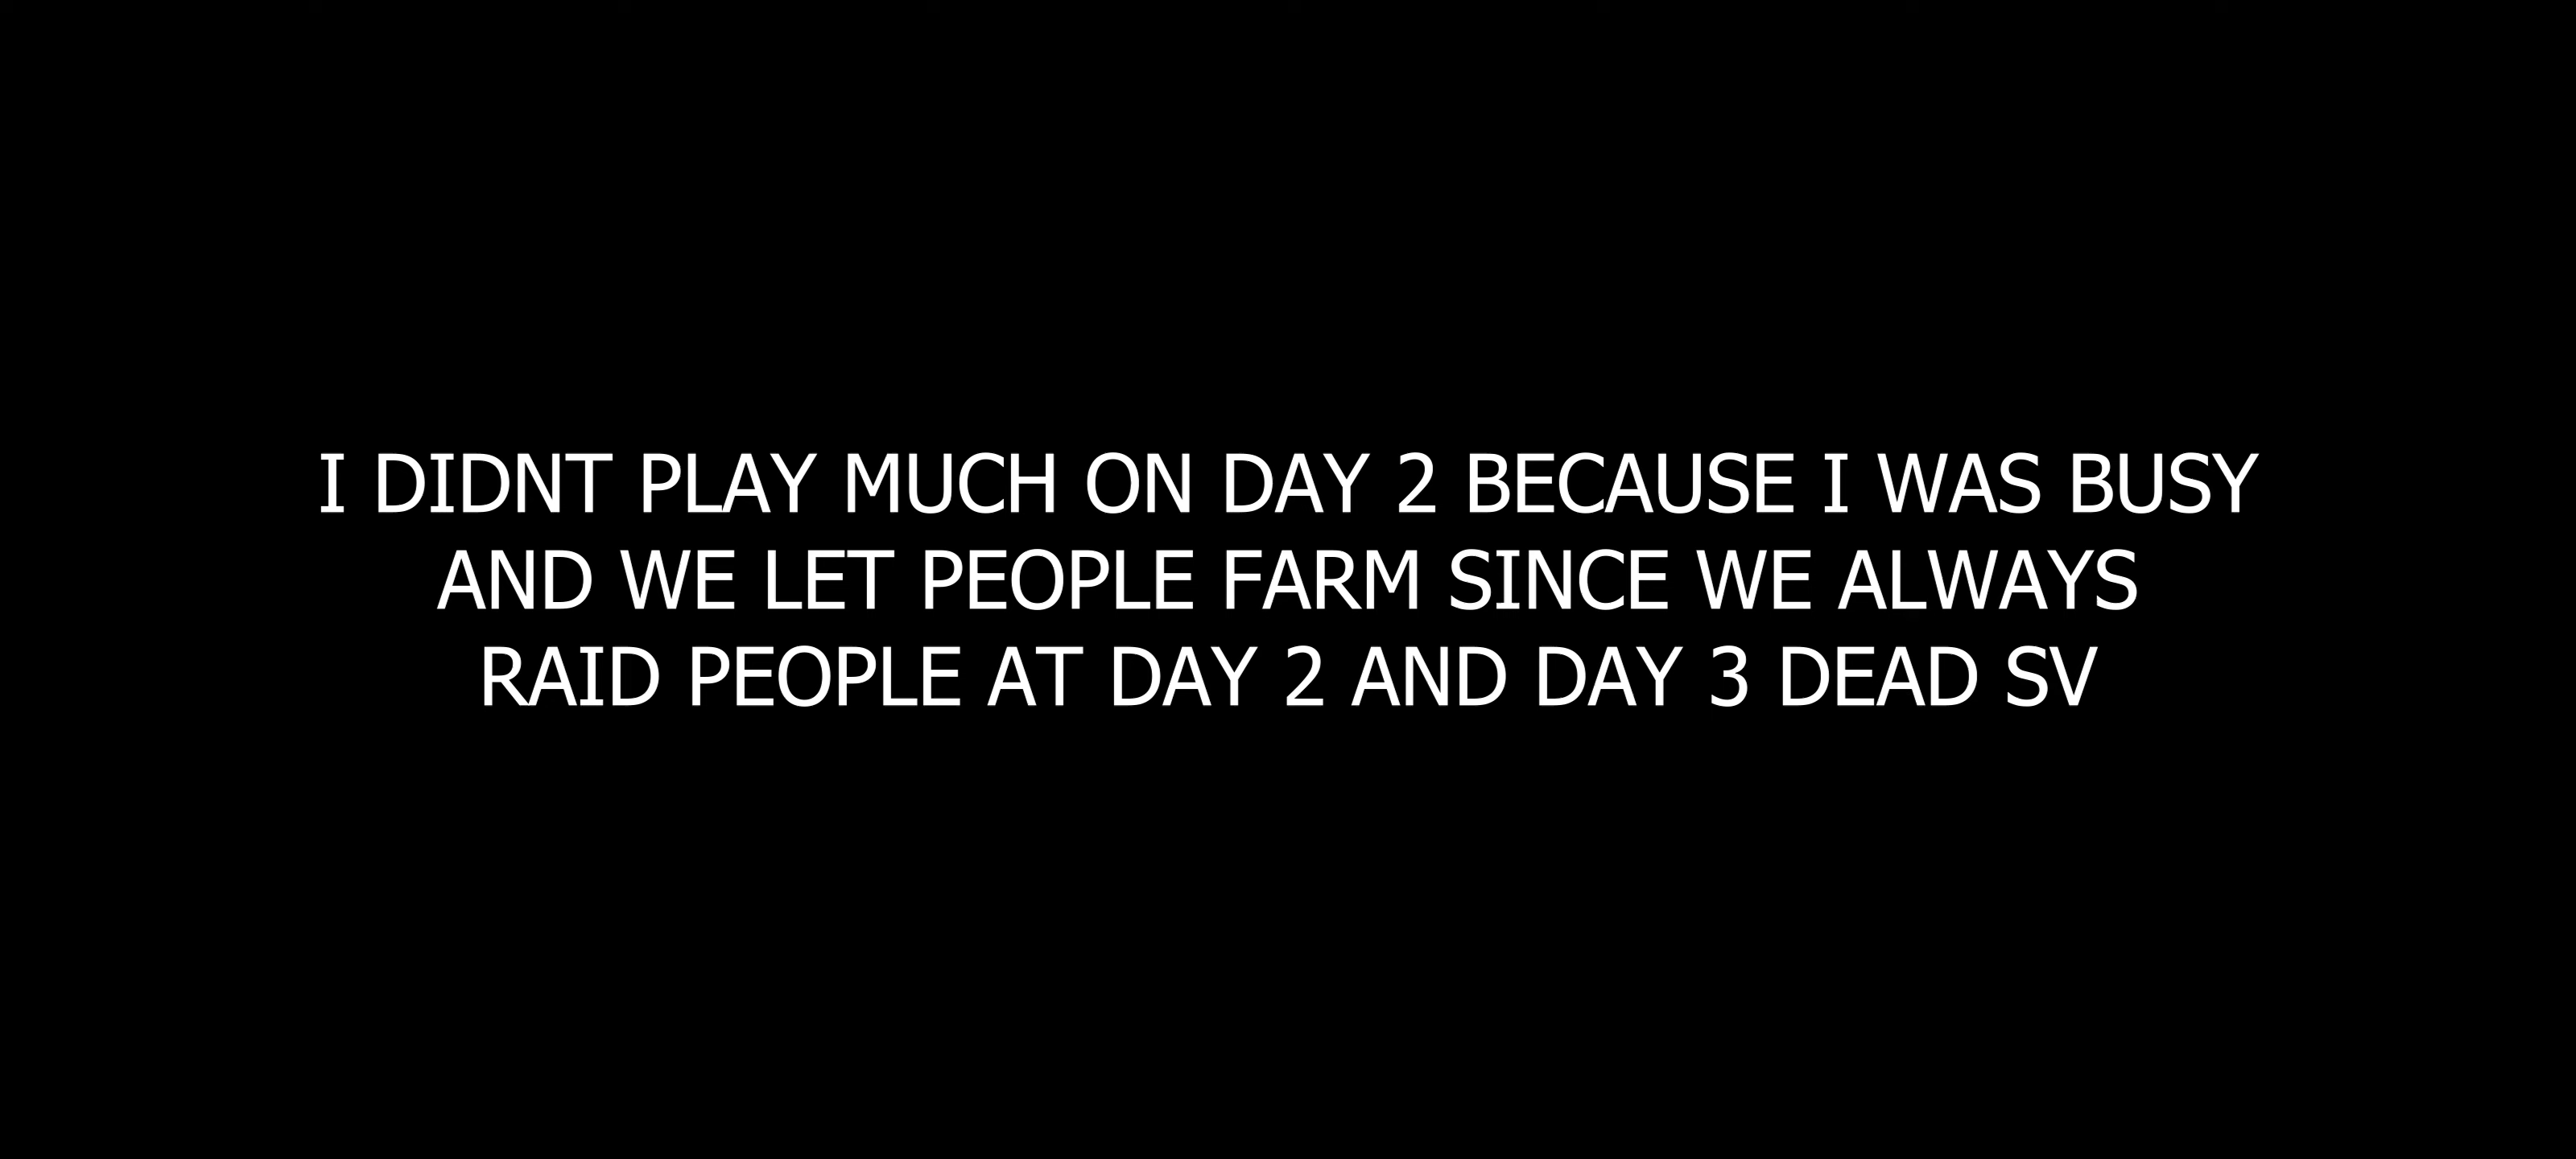 I DIDNT PLAY MUCH ON DAY 2 BECAUSE I WAS BUSY
AND WE LET PEOPLE FARM SINCE WE ALWAYS
RAID PEOPLE AT DAY 2 AND DAY 3 DEAD SV